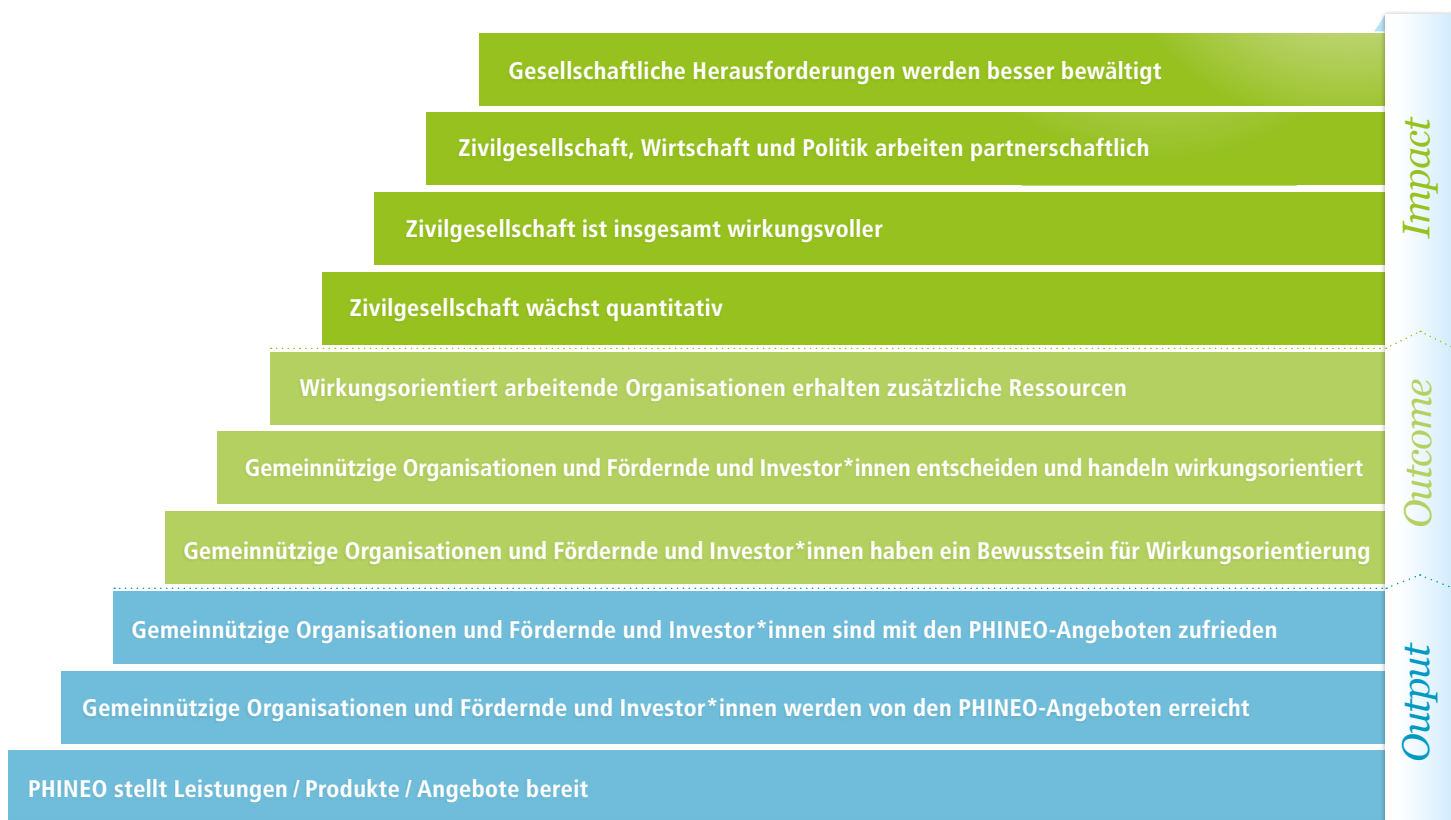 Gesellschaftliche Herausforderungen werden besser bewältigt
Zivilgesellschaft, Wirtschaft und Politik arbeiten partnerschaftlich
Zivilgesellschaft ist insgesamt wirkungsvoller
Zivilgesellschaft wächst quantitativ
Impact
Wirkungsorientiert arbeitende Organisationen erhalten zusätzliche Ressourcen
Gemeinnützige Organisationen und Fördernde und Investor*innen entscheiden und handeln wirkungsorientiert
Gemeinnützige Organisationen und Fördernde und Investor*innen haben ein Bewusstsein für Wirkungsorientierung
Outcome
Gemeinnützige Organisationen und Fördernde und Investor*innen sind mit den PHINEO-Angeboten zufrieden
Gemeinnützige Organisationen und Fördernde und Investor*innen werden von den PHINEO-Angeboten erreicht
PHINEO stellt Leistungen / Produkte / Angebote bereit
Output